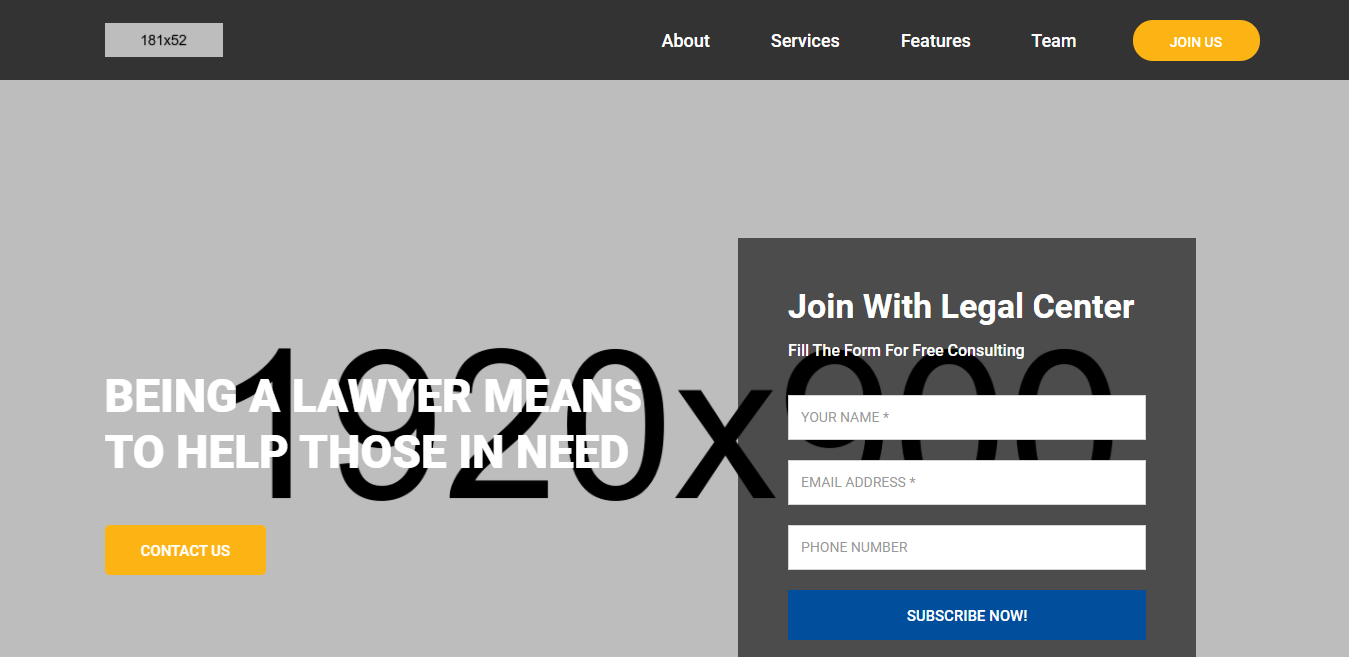 181x52
About
Services
Features
Team
JOIN US
1920x900
BEING A LAWYER MEANS
TO HELP THOSE IN NEED
CONTACT US
Join With Legal Center
Fill The Form For Free Consulting
YOUR NAME *
EMAIL ADDRESS *
PHONE NUMBER
SUBSCRIBE NOW!